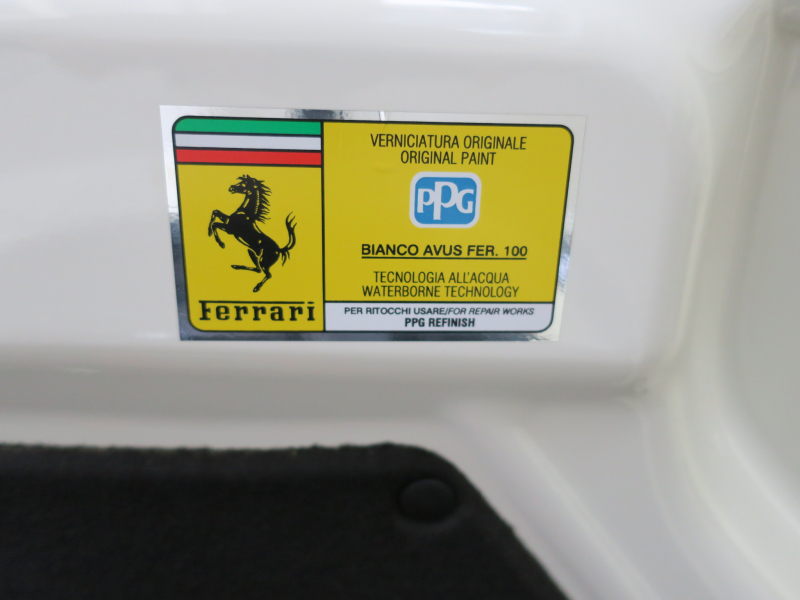 VERNICIATURA ORIGINALE
ORIGINAL PAINT
PPG
BIANCO AVUS FER. 100
TECNOLOGIA ALL'ACQUA
WATERBORNE TECHNOLOGY
Ferrari
PER RITOCCHI USARE/FOR REPAIR WORKS
PPG REFINISH